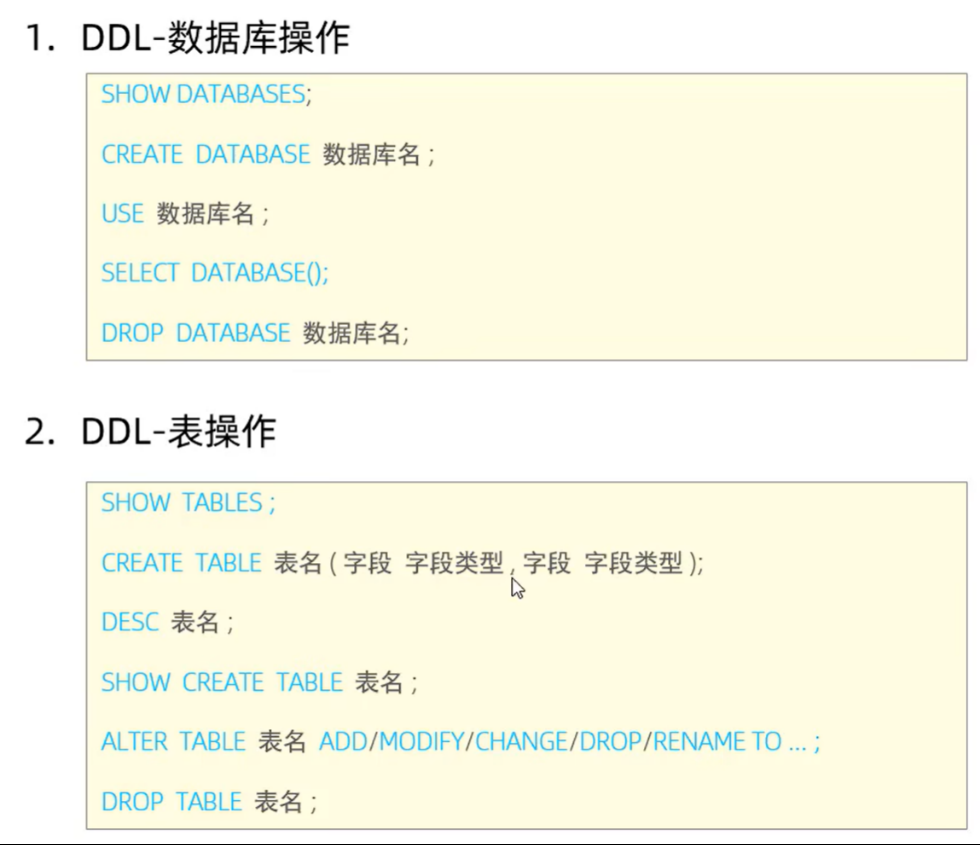 1. DDL-数据库操作
SHOW DATABASES;
CREATE DATABASE 数据库名 ;
USE 数据库名 ;
SELECT DATABASE();
DROP DATABASE 数据库名;
2. DDL-表操作
SHOW TABLES ;
CREATE TABLE 表名 ( 字段 字段类型 , 字段 字段类型 );
DESC 表名 ;
SHOW CREATE TABLE 表名 ;
ALTER TABLE 表名 ADD/MODIFY/CHANGE/DROP/RENAME TO ... ;
DROP TABLE 表名 ;